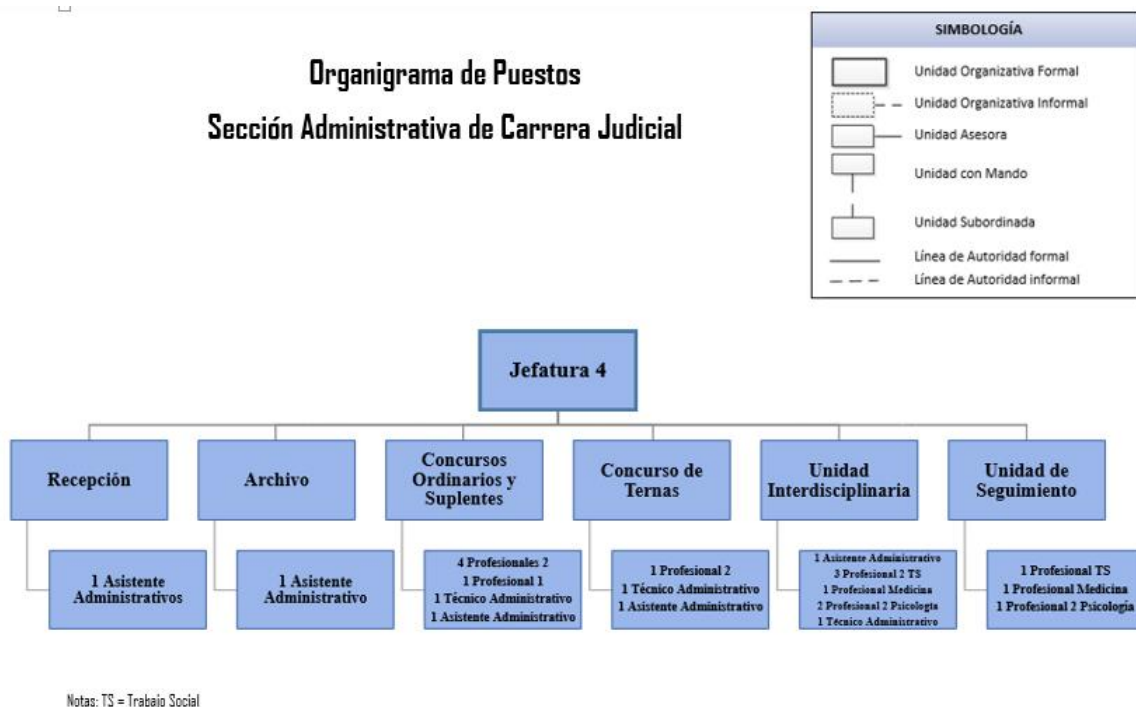 Organigrama de Puestos
Sección Administrativa de Carrera Judicial
SIMBOLOGÍA
Unidad Organizativa Formal
Unidad Organizativa Informal
Unidad Asesora
Unidad con Mando
Unidad Subordinada
Línea de Autoridad formal
Línea de Autoridad informal
Jefatura 4
Recepción
Archivo
Concursos
Ordinarios y
Suplentes
Concurso de
Ternas
Unidad
Interdisciplinaria
Unidad de
Seguimiento
1 Asistente
Administrativos
1 Asistente
Administrativo
4 Profesionales 2
1 Profesional 1
1 Técnico Administrativo
1 Asistente Administrativo
1 Profesional 2
1 Técnico Administrativo
1 Asistente Administrativo
1 Asistente Administrativo
3 Profesional 2 TS
1 Profesional Medicina
2 Profesional 2 Psicología
1 Técnico Administrativo
1 Profesional TS
1 Profesional Medicina
1 Profesional 2 Psicología
Notas: TS = Trabajo Social